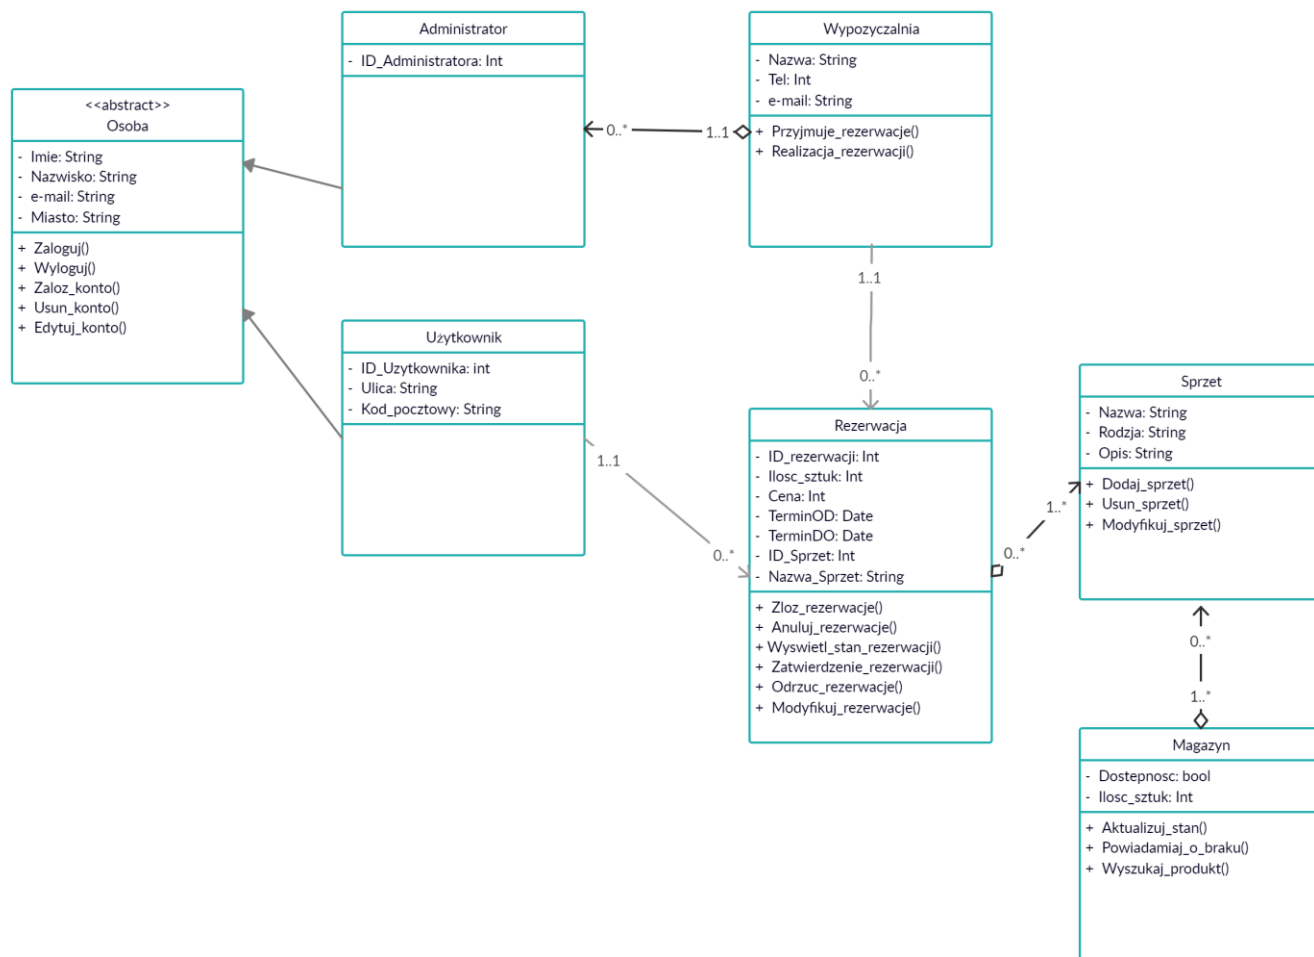 Administrator
- ID_Administratora: Int
Wypozyczalnia
- Nazwa: String
- Tel: Int
- e-mail: String
+ Przyjmuje_rezerwacje()
+ Realizacja_rezerwacji()
<<abstract>>
Osoba
- Imie: String
- Nazwisko: String
- e-mail: String
- Miasto: String
+ Zaloguj()
+ Wyloguj()
+ Zaloz_konto()
+ Usun_konto()
+ Edytuj_konto()
0..*
1..1
1..1
0..*
Użytkownik
- ID_Uzytkownika: int
- Ulica: String
- Kod_pocztowy: String
1..1
0..*
Rezerwacja
- ID_rezerwacji: Int
- Ilosc_sztuk: Int
- Cena: Int
- TerminOD: Date
- TerminDO: Date
- ID_Sprzet: Int
- Nazwa_Sprzet: String
+ Zloz_rezerwacje()
+ Anuluj_rezerwacje()
+ Wyswietl_stan_rezerwacji()
+ Zatwierdzenie_rezerwacji()
+ Odrzuc_rezerwacje()
+ Modyfikuj_rezerwacje()
1..*
0..*
Sprzet
- Nazwa: String
- Rodzja: String
- Opis: String
+ Dodaj_sprzet()
+ Usun_sprzet()
+ Modyfikuj_sprzet()
0..*
1..*
Magazyn
- Dostepnosc: bool
- Ilosc_sztuk: Int
+ Aktualizuj_stan()
+ Powiadamiaj_o_braku()
+ Wyszukaj_produkt()